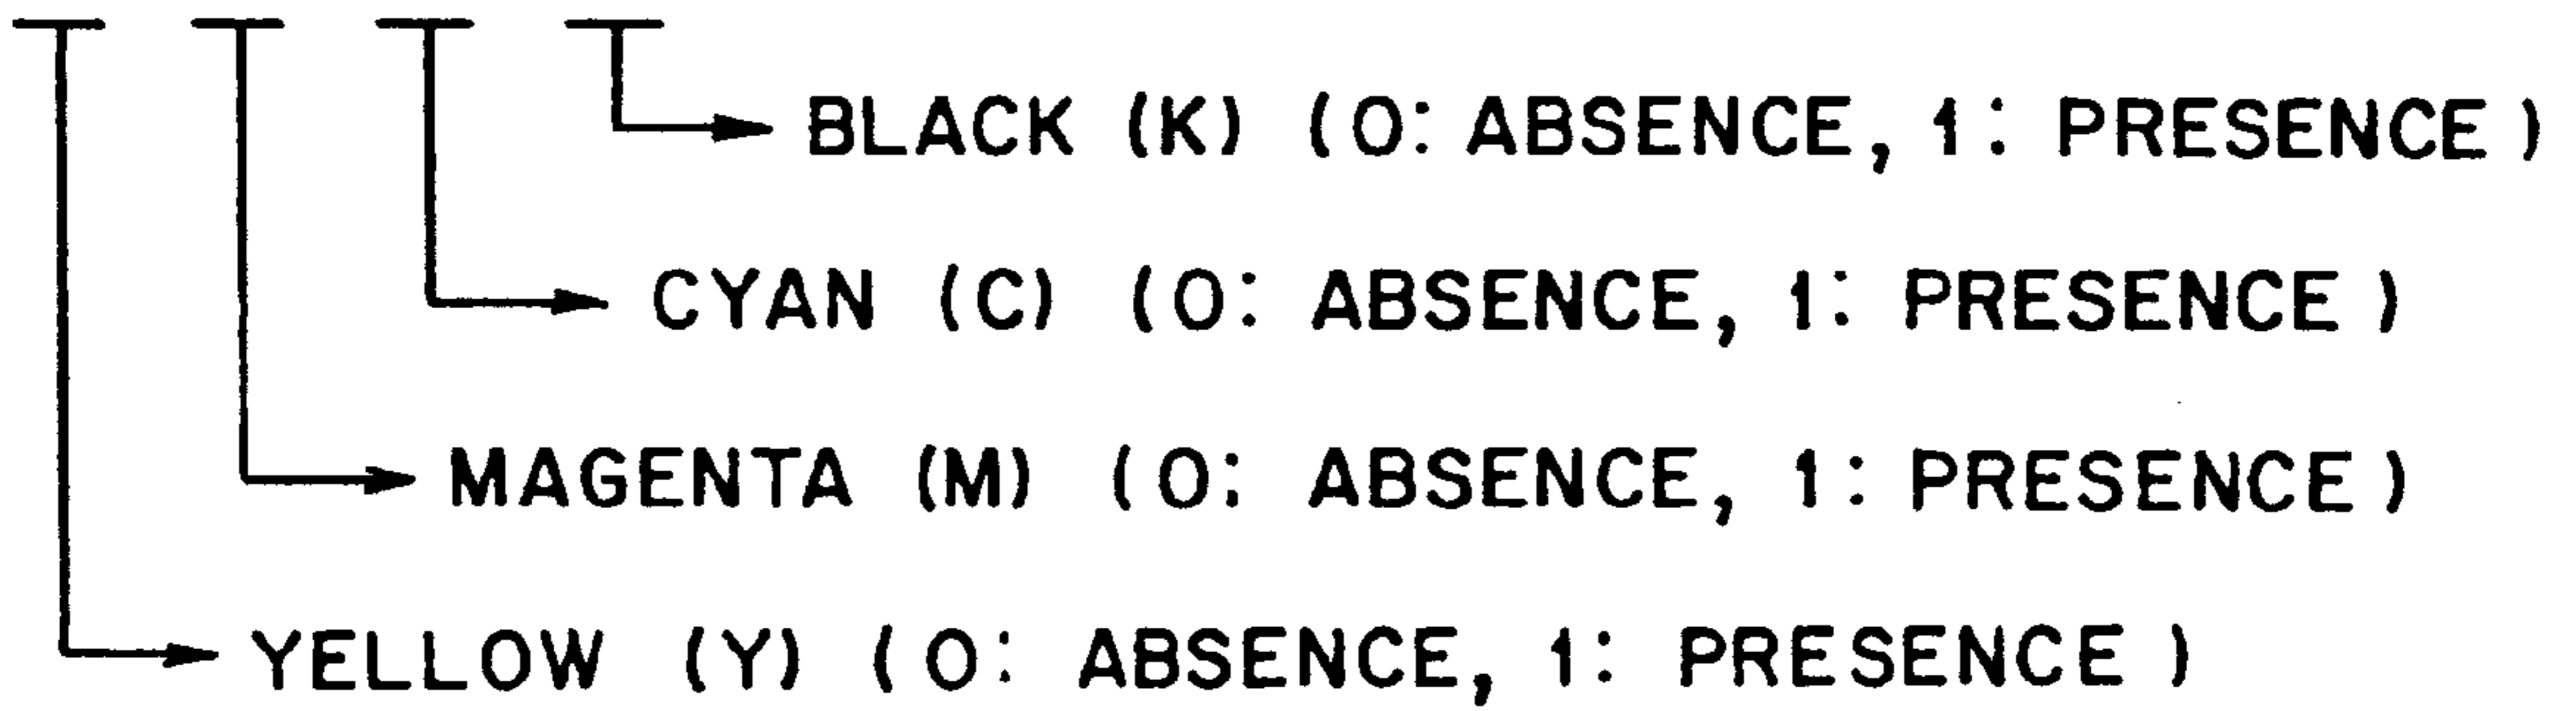 BLACK (K) (0: ABSENCE, 1: PRESENCE)
CYAN (C) (0: ABSENCE, 1: PRESENCE)
MAGENTA (M) (0: ABSENCE, 1: PRESENCE)
YELLOW (Y) (0: ABSENCE, 1: PRESENCE)